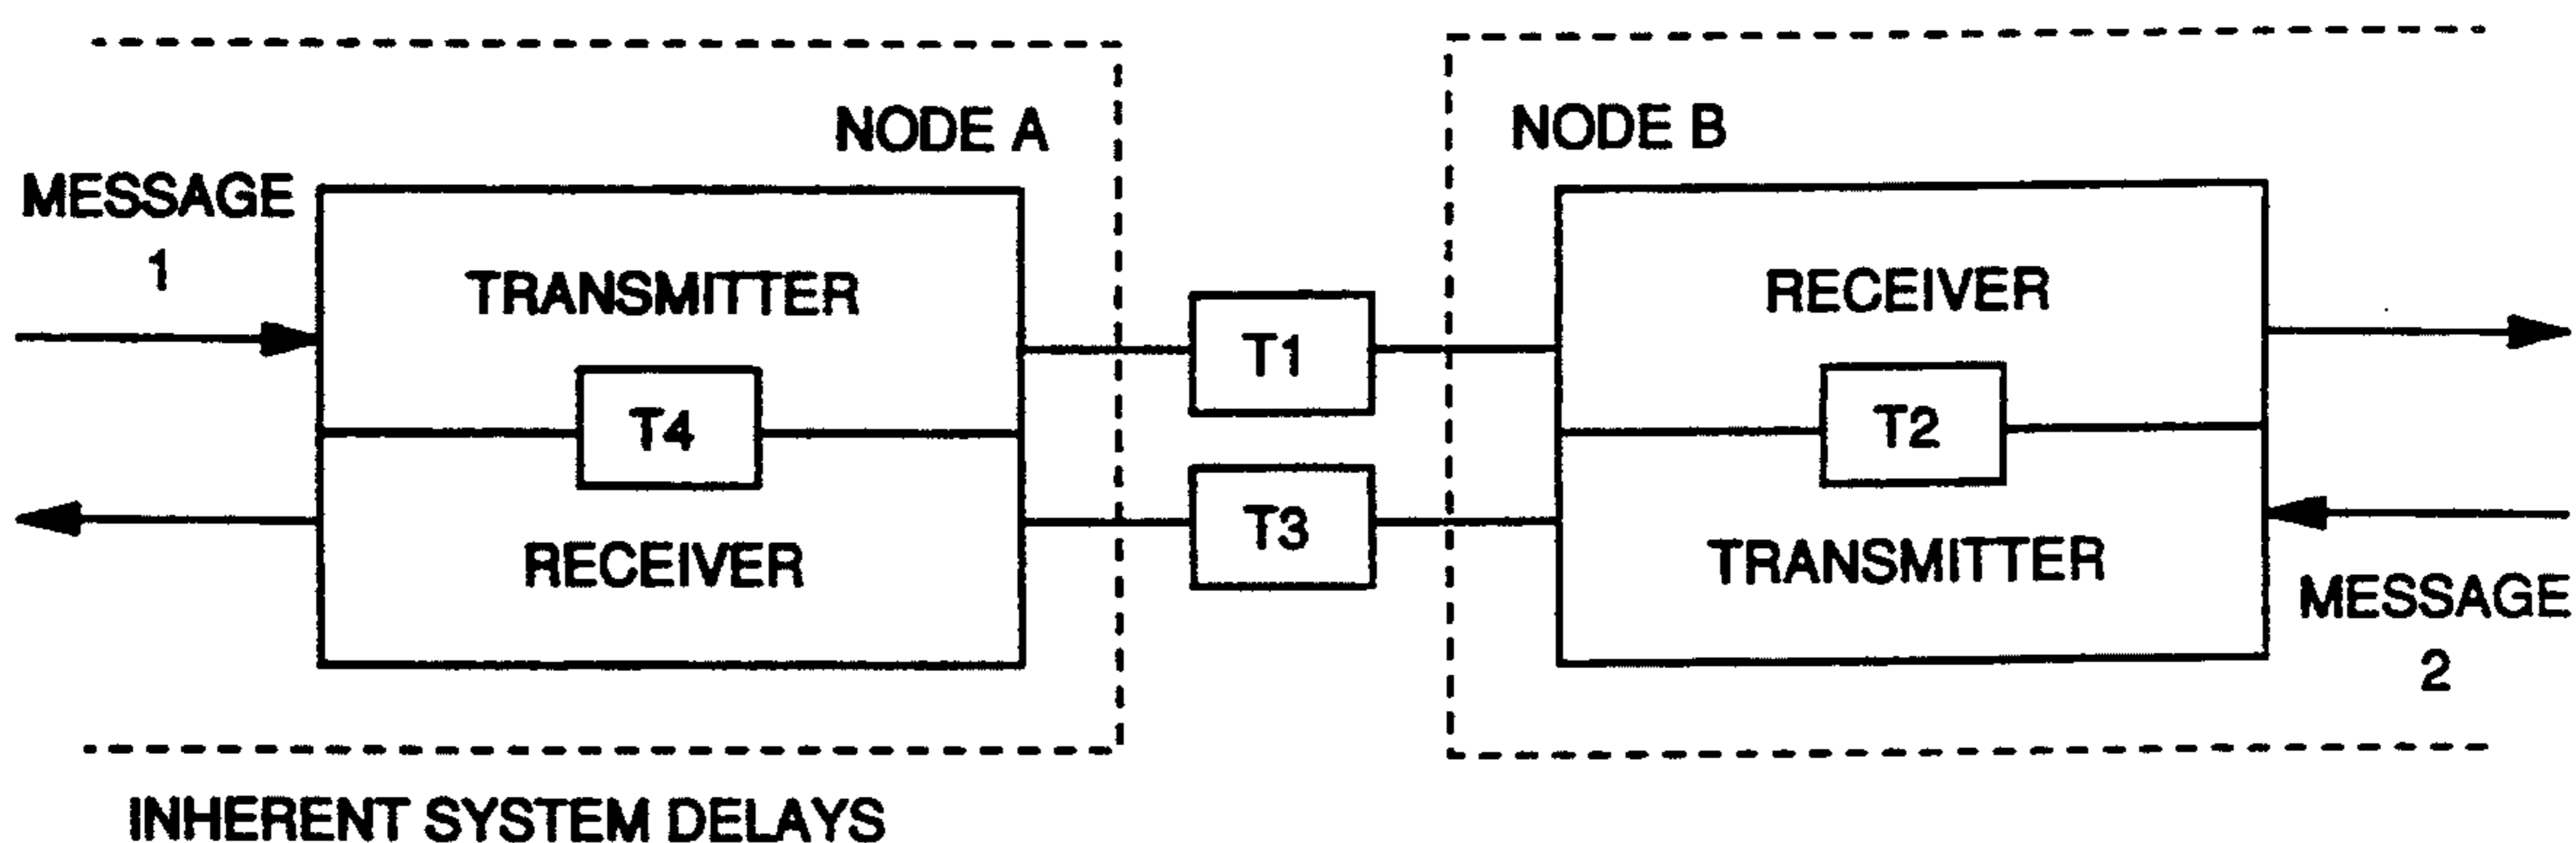 NODE A
NODE B
MESSAGE
1
TRANSMITTER
RECEIVER
T1
T4
T2
T3
RECEIVER
TRANSMITTER
MESSAGE
2
INHERENT SYSTEM DELAYS